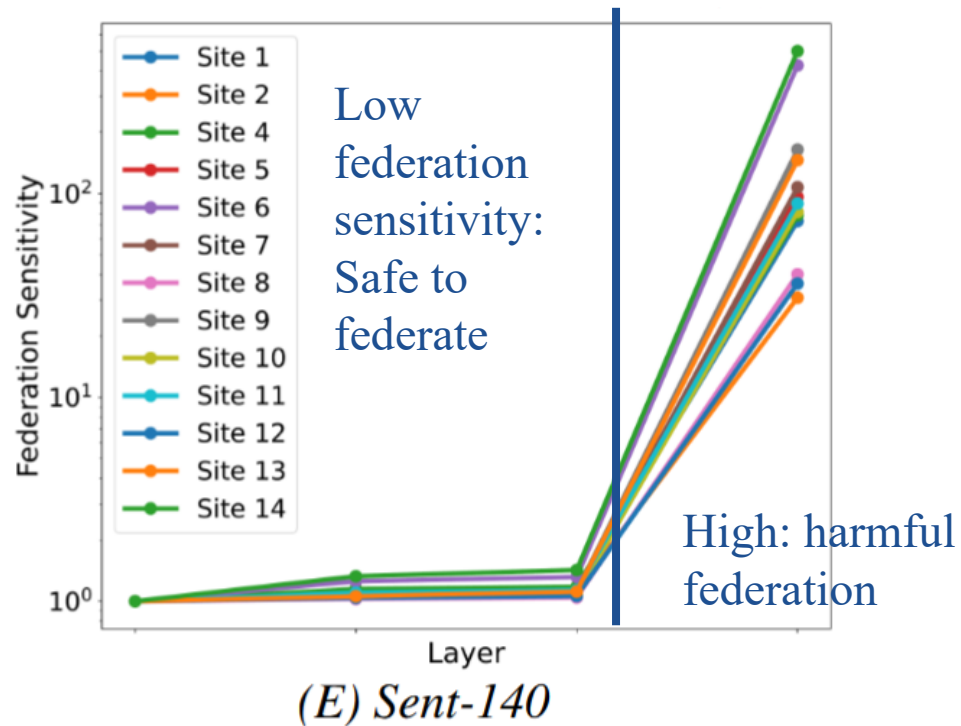 Site 1
Site 2
Site 4
Site 5
Site 6
Site 7
Site 8
Site 9
Site 10
Site 11
Site 12
Site 13
Site 14
Low
federation
sensitivity:
Safe to
federate
High: harmful
federation
Federation Sensitivity
10²
10¹
10⁰
Layer
(E) Sent-140